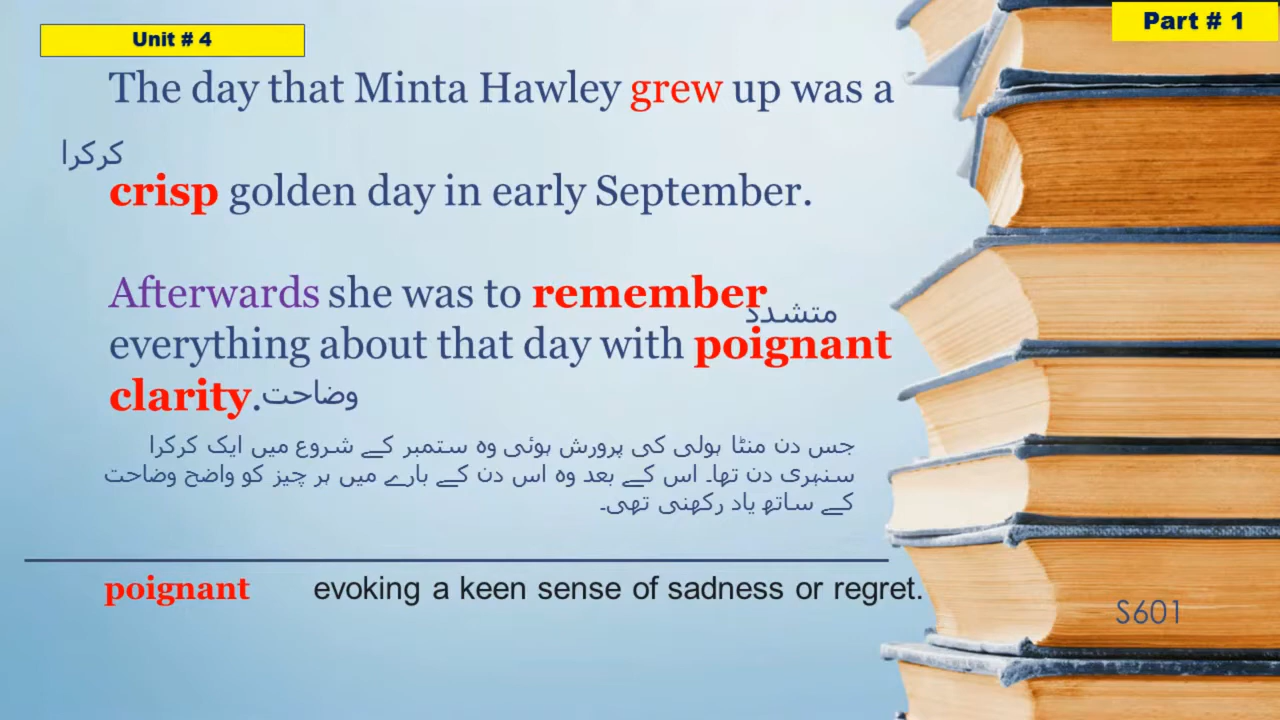 Unit # 4
Part # 1
The day that Minta Hawley grew up was a
کرکرا
crisp golden day in early September.
Afterwards she was to remember
متشدد
everything about that day with poignant
clarity.وضاحت
جس دن منٹا ہولی کی پرورش ہوئی وہ ستمبر کے شروع میں ایک کرکرا
سنہری دن تھا۔ اس کے بعد وہ اس دن کے بارے میں ہر چیز کو واضح وضاحت
کے ساتھ یاد رکھنی تھی۔
poignant evoking a keen sense of sadness or regret.
S601